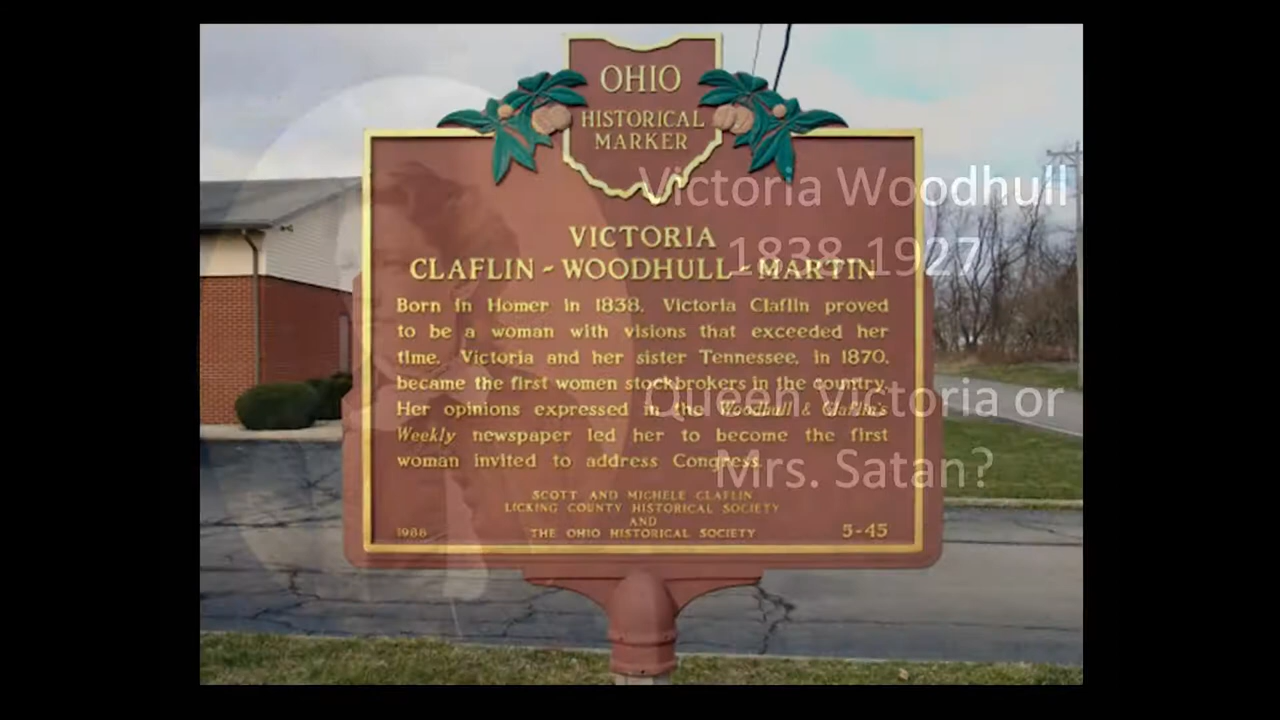 OHIO
HISTORICAL
MARKER
VICTORIA
CLAFLIN ~ WOODHULL ~ MARTIN
Born in Homer in 1838, Victoria Claflin proved
to be a woman with visions that exceeded her
time. Victoria and her sister Tennessee, in 1870,
became the first women stockbrokers in the country.
Her opinions expressed in the Woodhull & Claflin's
Weekly newspaper led her to become the first
woman invited to address Congress.
SCOTT AND MICHELE CLAFLIN
LICKING COUNTY HISTORICAL SOCIETY
AND
1988 THE OHIO HISTORICAL SOCIETY 5-45
Victoria Woodhull
1838-1927
Queen Victoria or
Mrs. Satan?